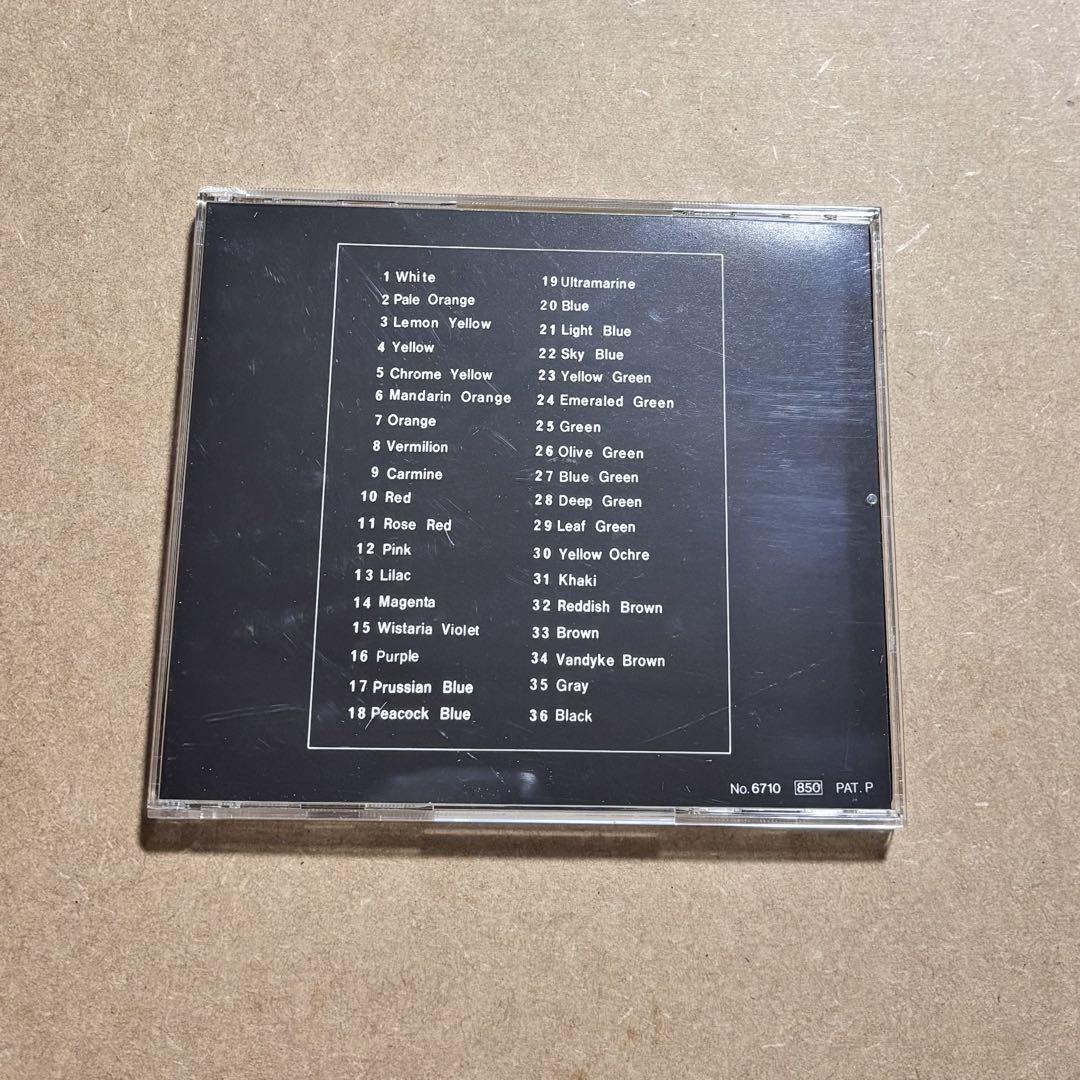 1 White
2 Pale Orange
3 Lemon Yellow
4 Yellow
5 Chrome Yellow
6 Mandarin Orange
7 Orange
8 Vermilion
9 Carmine
10 Red
11 Rose Red
12 Pink
13 Lilac
14 Magenta
15 Wistaria Violet
16 Purple
17 Prussian Blue
18 Peacock Blue
19 Ultramarine
20 Blue
21 Light Blue
22 Sky Blue
23 Yellow Green
24 Emeraled Green
25 Green
26 Olive Green
27 Blue Green
28 Deep Green
29 Leaf Green
30 Yellow Ochre
31 Khaki
32 Reddish Brown
33 Brown
34 Vandyke Brown
35 Gray
36 Black
No.6710 850 PAT.P